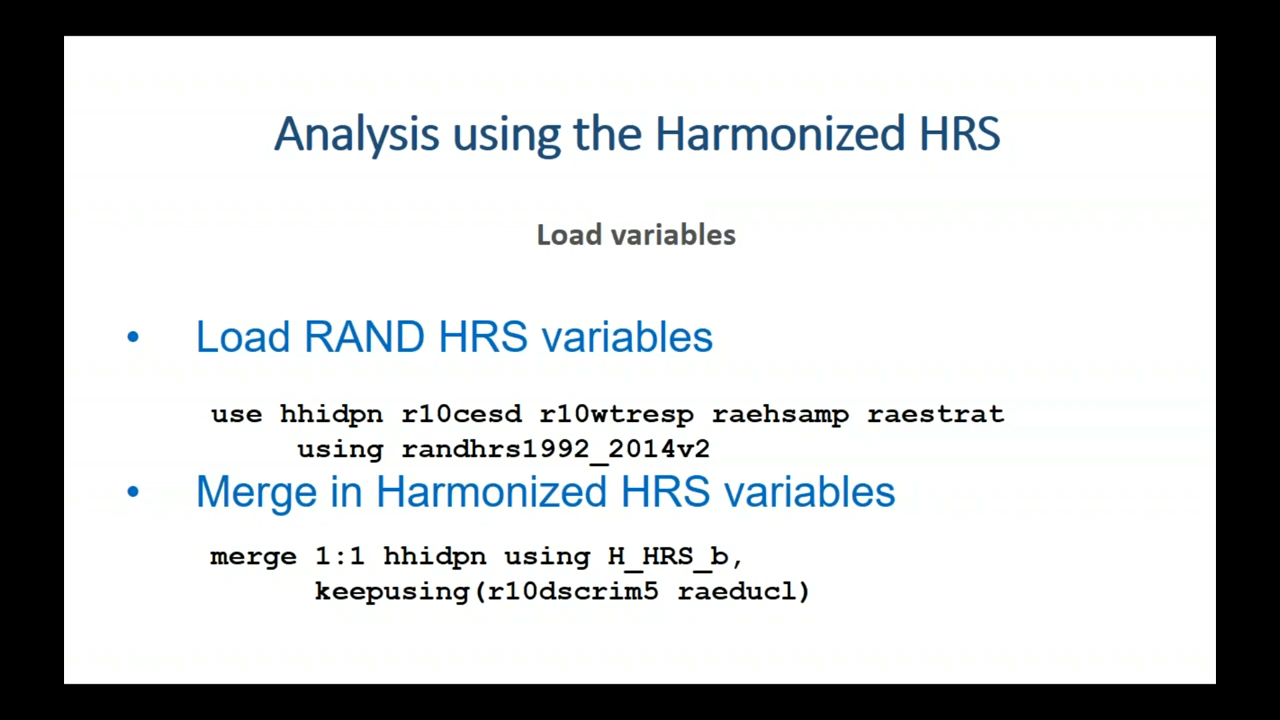 Analysis using the Harmonized HRS
Load variables
• Load RAND HRS variables
use hhidpn r10cesd r10wtresp raehsamp raestrat
using randhrs1992_2014v2
• Merge in Harmonized HRS variables
merge 1:1 hhidpn using H_HRS_b,
keepusing(r10dscrim5 raeducl)